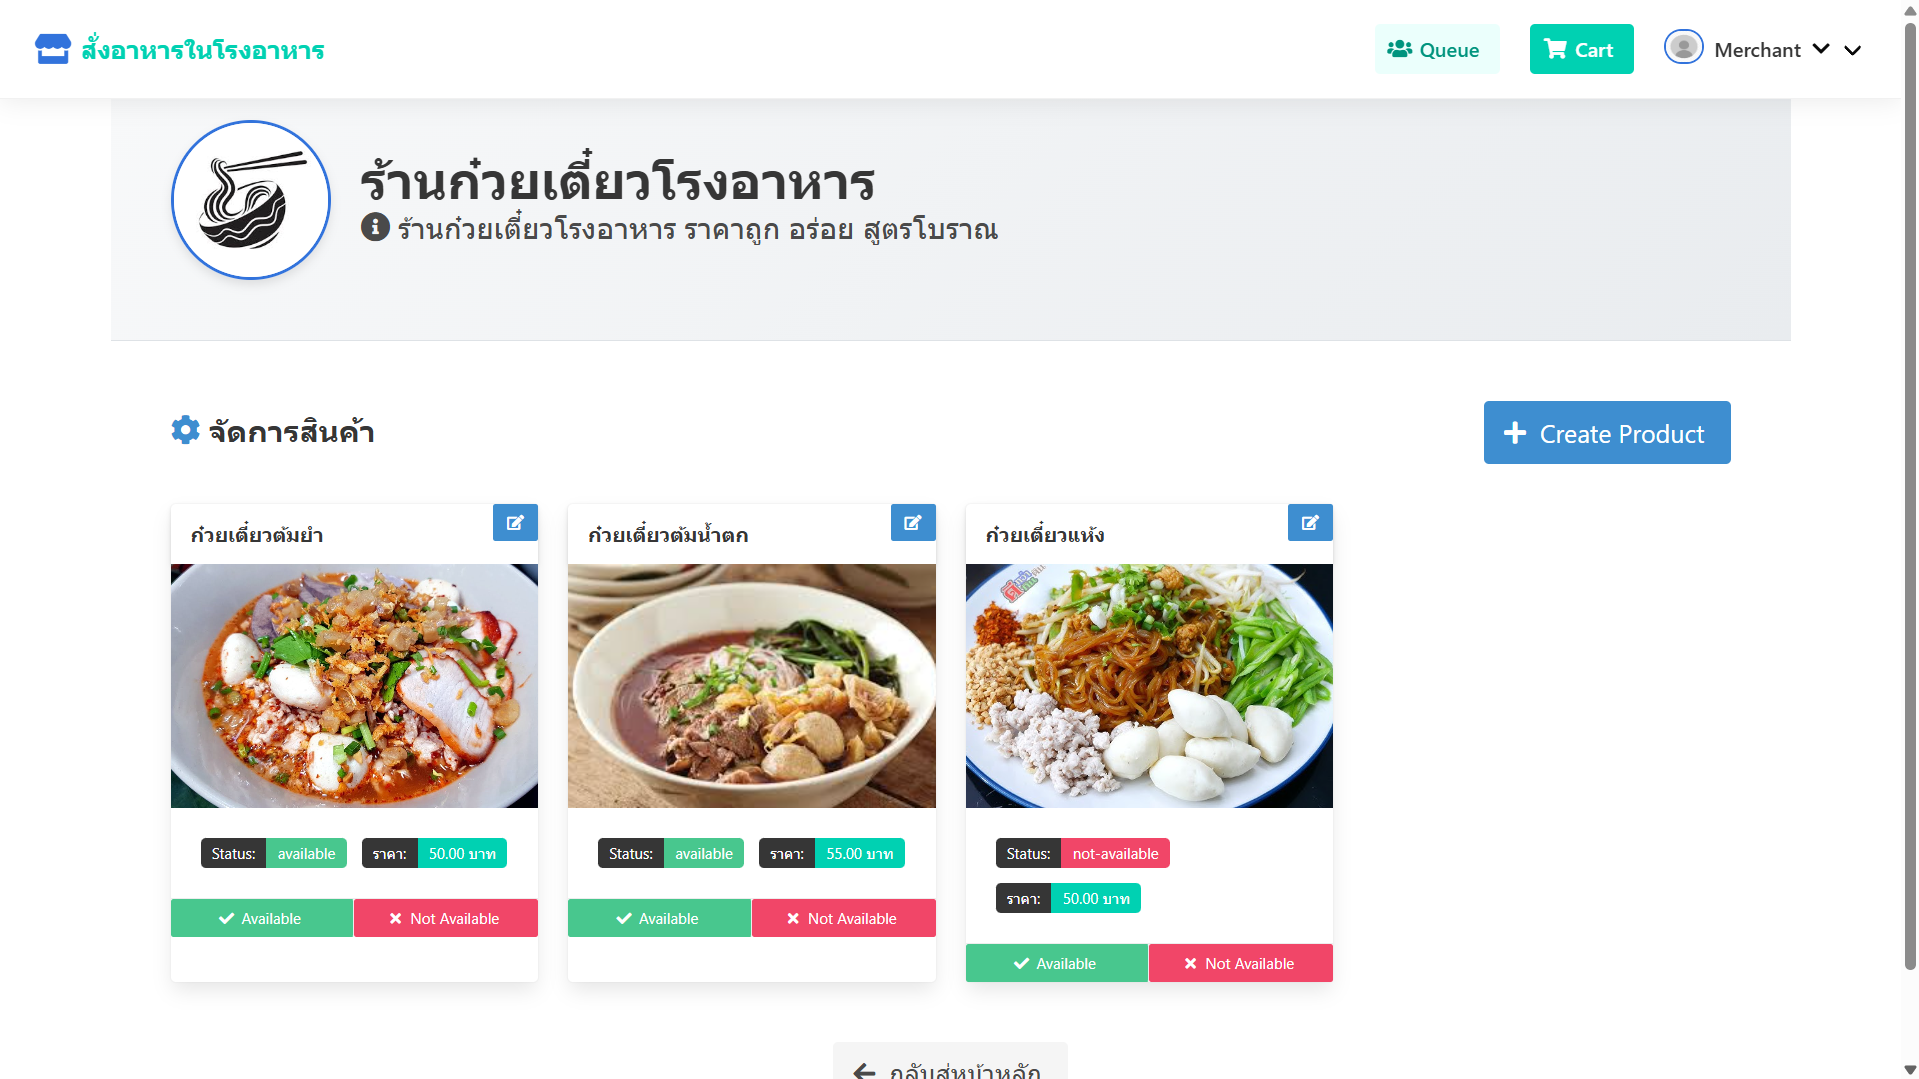 สั่งอาหารในโรงอาหาร
Queue
Cart
Merchant
ร้านก๋วยเตี๋ยวโรงอาหาร
ร้านก๋วยเตี๋ยวโรงอาหาร ราคาถูก อร่อย สูตรโบราณ
จัดการสินค้า
Create Product
ก๋วยเตี๋ยวต้มยำ
ก๋วยเตี๋ยวต้มน้ำตก
ก๋วยเตี๋ยวแห้ง
Status: available ราคา: 50.00 บาท
Status: available ราคา: 55.00 บาท
Status: not-available
ราคา: 50.00 บาท
Available Not Available
Available Not Available
Available Not Available
กลับสู่หน้าหลัก